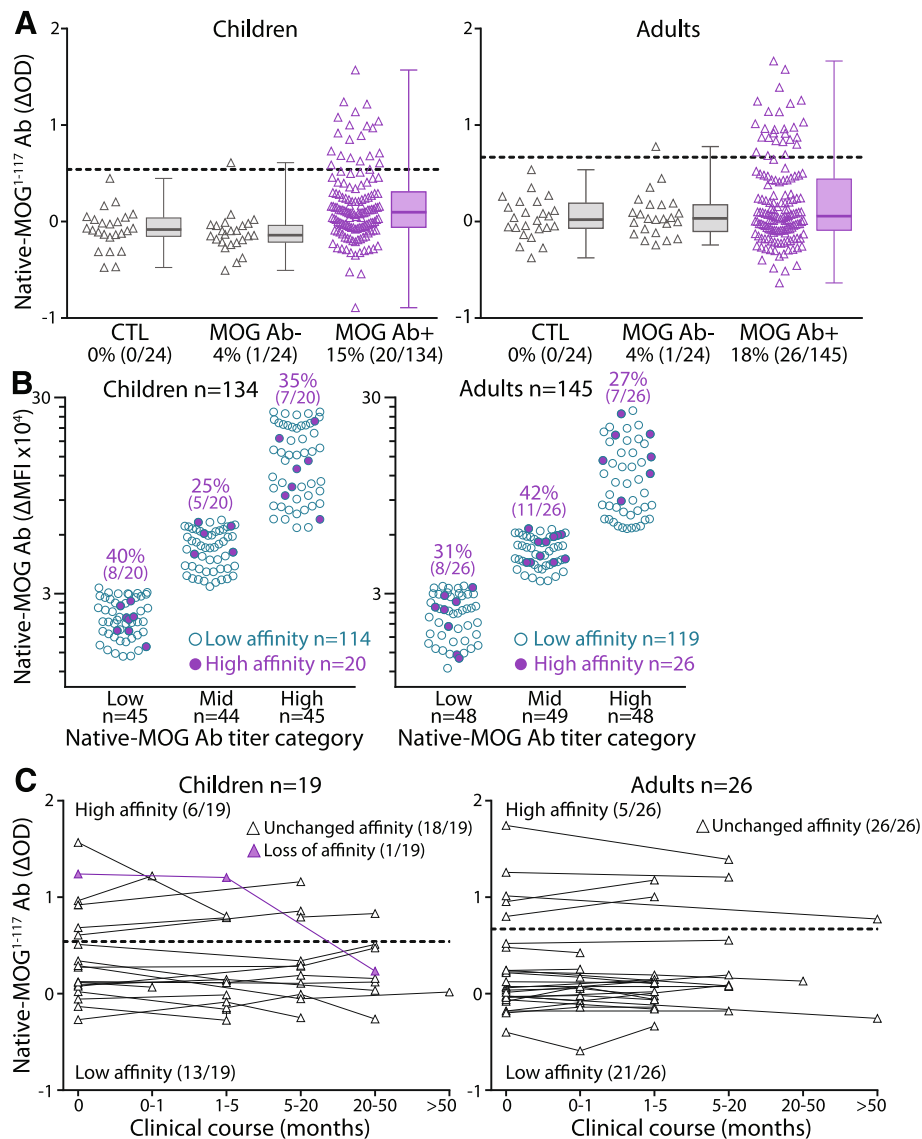 A
Children
Adults
Native-MOG¹⁻¹¹⁷ Ab (ΔOD)
2
1
0
-1
2
1
0
-1
CTL
0% (0/24)
MOG Ab-
4% (1/24)
MOG Ab+
15% (20/134)
CTL
0% (0/24)
MOG Ab-
4% (1/24)
MOG Ab+
18% (26/145)
B
Children n=134
Adults n=145
Native-MOG Ab (ΔMFI x10⁴)
30
3
30
3
40%
(8/20)
25%
(5/20)
35%
(7/20)
31%
(8/26)
42%
(11/26)
27%
(7/26)
Low affinity n=114
High affinity n=20
Low affinity n=119
High affinity n=26
Low
n=45
Mid
n=44
High
n=45
Native-MOG Ab titer category
Low
n=48
Mid
n=49
High
n=48
Native-MOG Ab titer category
C
Children n=19
Adults n=26
Native-MOG¹⁻¹¹⁷ Ab (ΔOD)
2
1
0
-1
High affinity (6/19)
Unchanged affinity (18/19)
Loss of affinity (1/19)
Low affinity (13/19)
0
0-1
1-5
5-20
20-50
>50
Clinical course (months)
2
1
0
-1
High affinity (5/26)
Unchanged affinity (26/26)
Low affinity (21/26)
0
0-1
1-5
5-20
20-50
>50
Clinical course (months)